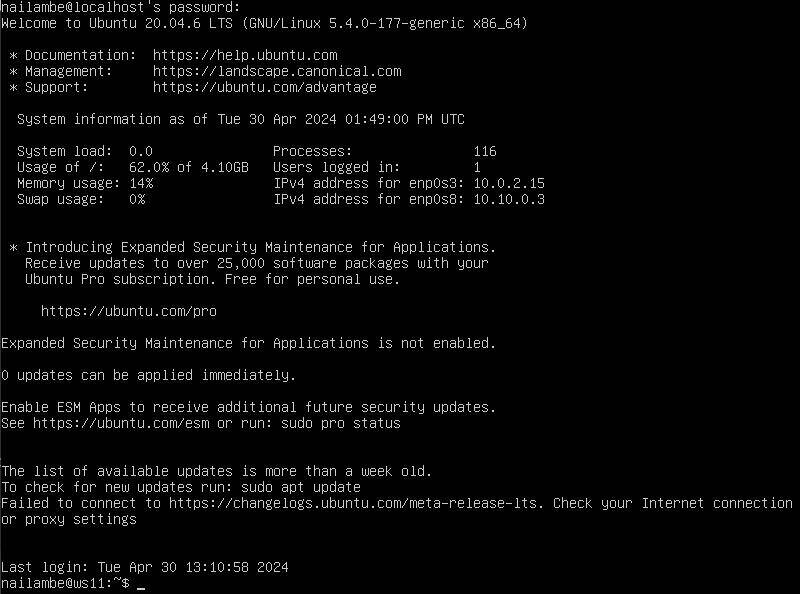 nailambe@localhost's password:
Welcome to Ubuntu 20.04.6 LTS (GNU/Linux 5.4.0-177-generic x86_64)
* Documentation:  https://help.ubuntu.com
* Management:     https://landscape.canonical.com
* Support:        https://ubuntu.com/advantage
System information as of Tue 30 Apr 2024 01:49:00 PM UTC
System load:  0.0               Processes:               116
Usage of /:   62.0% of 4.10GB   Users logged in:         1
Memory usage: 14%               IPv4 address for enp0s3: 10.0.2.15
Swap usage:   0%                IPv4 address for enp0s8: 10.10.0.3
* Introducing Expanded Security Maintenance for Applications.
Receive updates to over 25,000 software packages with your
Ubuntu Pro subscription. Free for personal use.
https://ubuntu.com/pro
Expanded Security Maintenance for Applications is not enabled.
0 updates can be applied immediately.
Enable ESM Apps to receive additional future security updates.
See https://ubuntu.com/esm or run: sudo pro status
The list of available updates is more than a week old.
To check for new updates run: sudo apt update
Failed to connect to https://changelogs.ubuntu.com/meta-release-lts. Check your Internet connection
or proxy settings
Last login: Tue Apr 30 13:10:58 2024
nailambe@ws11:~$ _